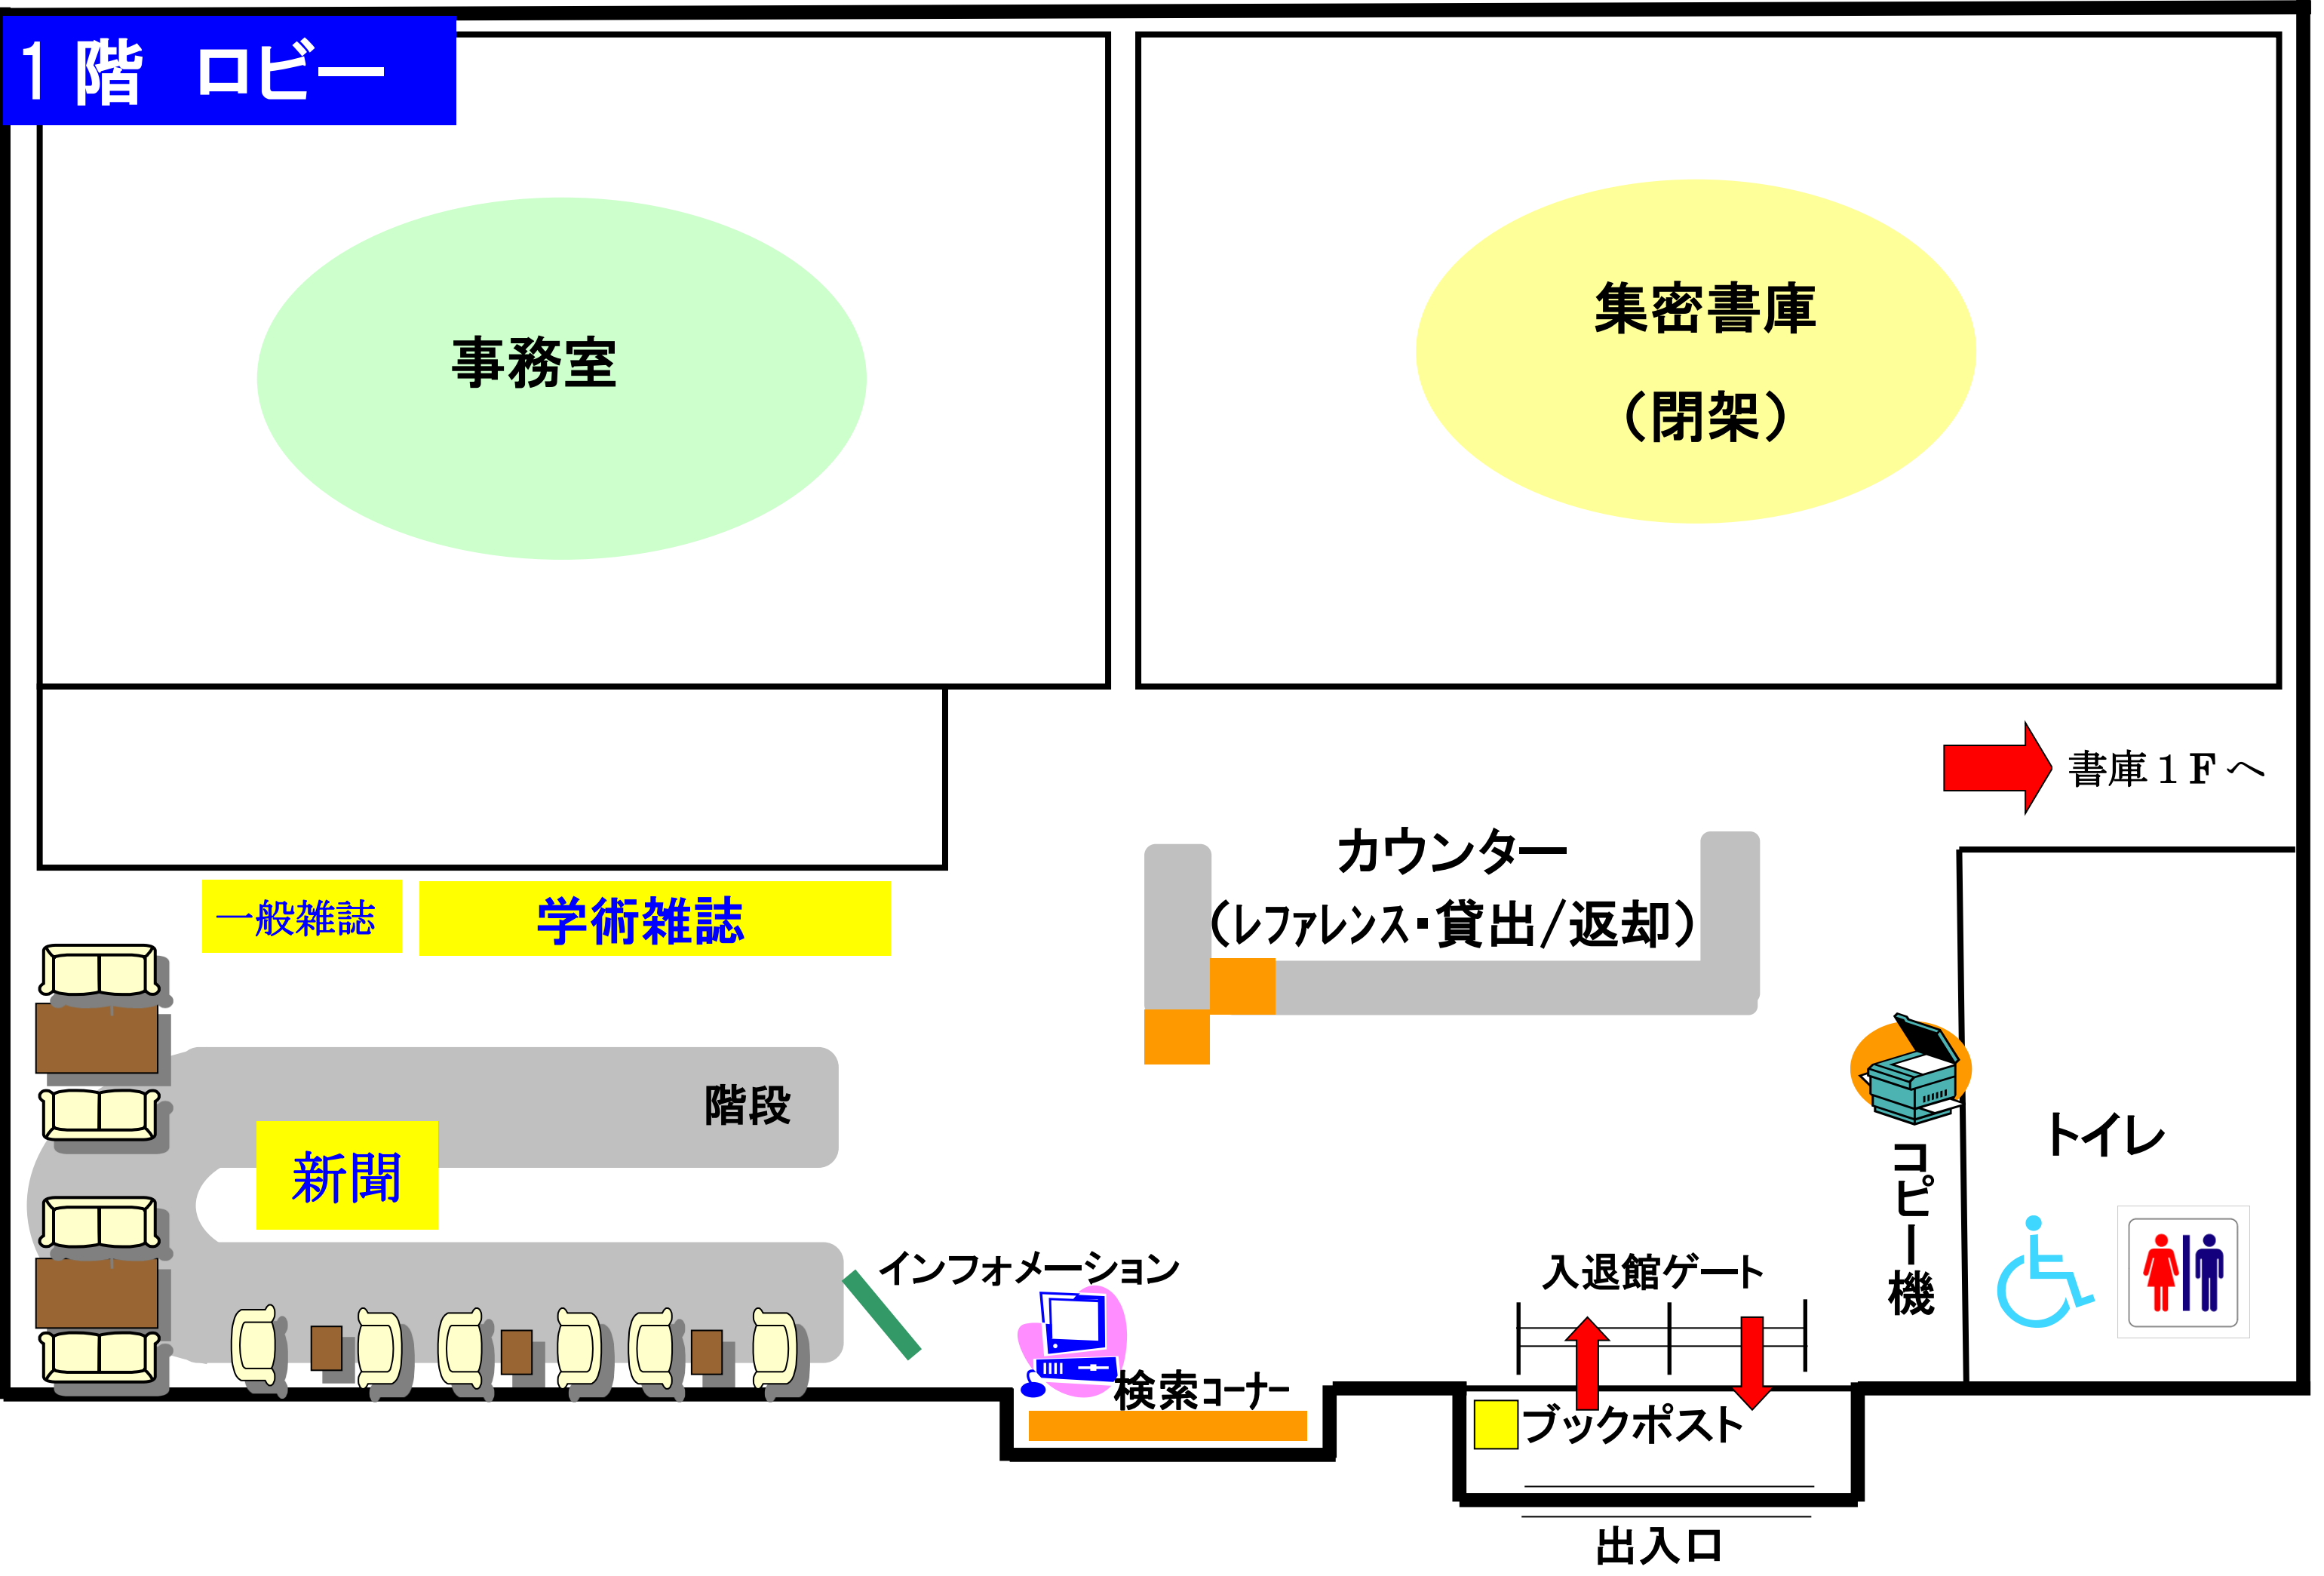 １階　ロビー
事務室
集密書庫
（閉架）
書庫１Ｆへ
カウンター
（レファレンス・貸出/返却）
一般雑誌
学術雑誌
階段
新聞
コピー機
トイレ
インフォメーション
入退館ゲート
検索コーナー
ブックポスト
出入口